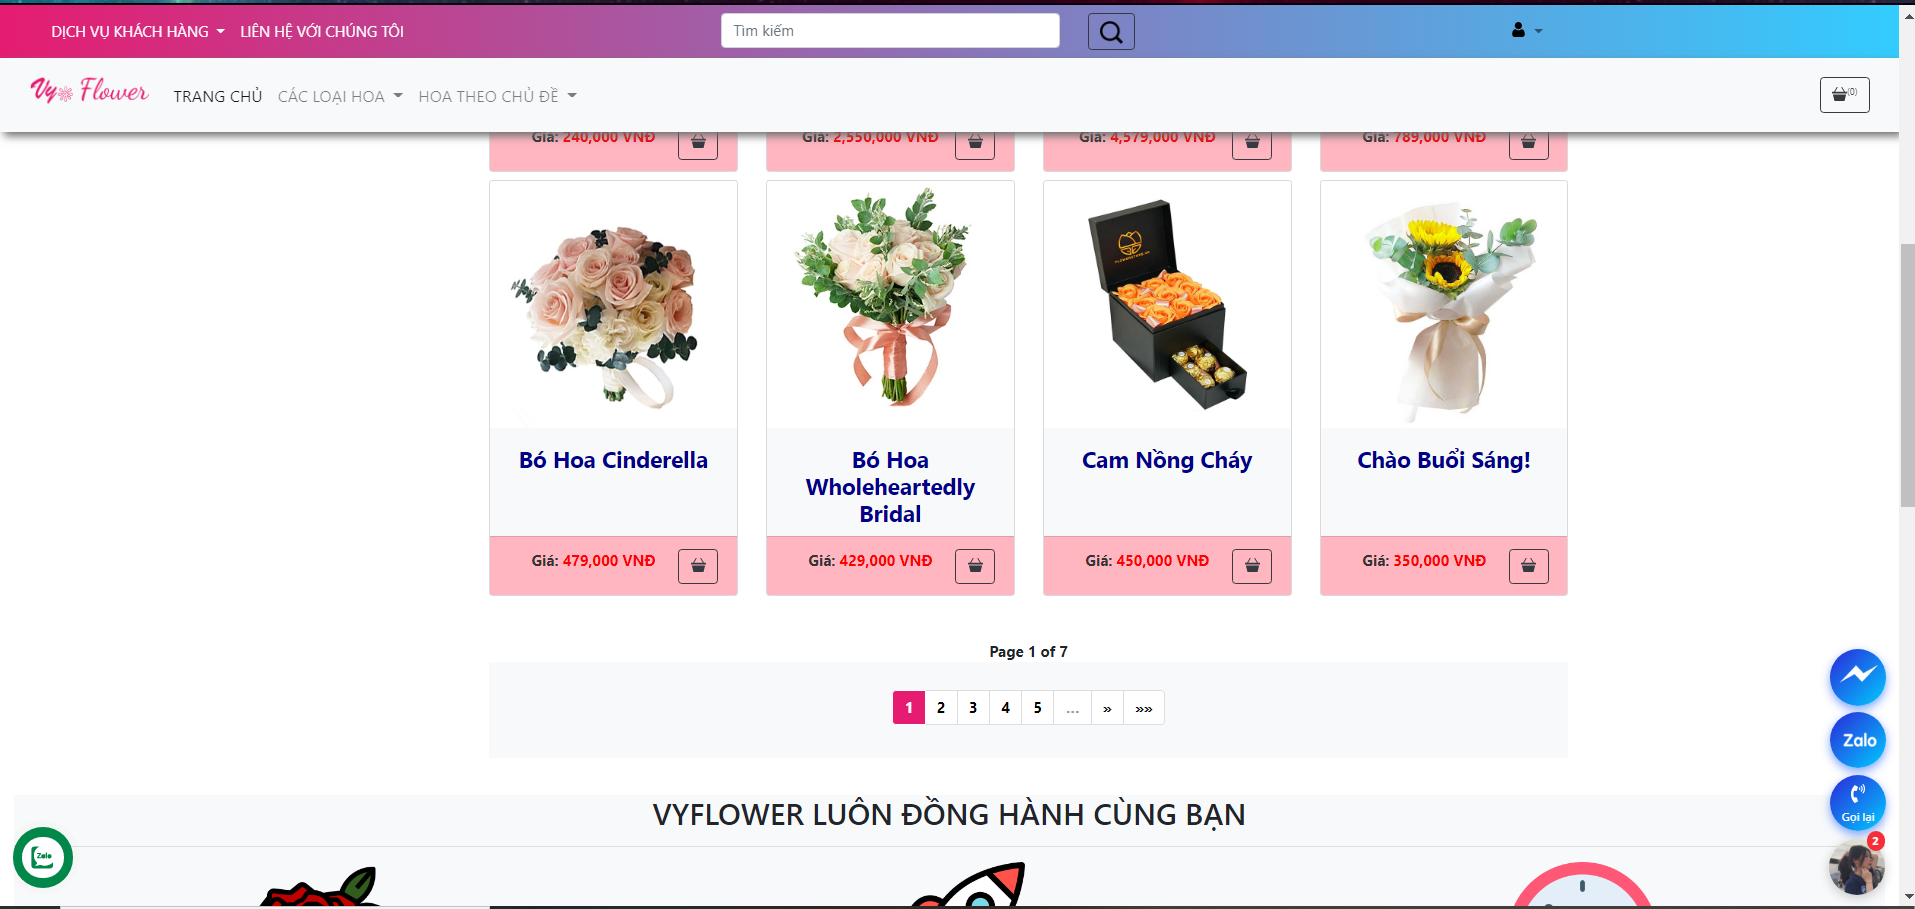 DỊCH VỤ KHÁCH HÀNG
LIÊN HỆ VỚI CHÚNG TÔI
Tìm kiếm
Vy Flower
TRANG CHỦ
CÁC LOẠI HOA
HOA THEO CHỦ ĐỀ
(0)
Giá: 240,000 VNĐ
Giá: 2,550,000 VNĐ
Giá: 4,579,000 VNĐ
Giá: 789,000 VNĐ
Bó Hoa Cinderella
Bó Hoa
Wholeheartedly
Bridal
Cam Nồng Cháy
Chào Buổi Sáng!
Giá: 479,000 VNĐ
Giá: 429,000 VNĐ
Giá: 450,000 VNĐ
Giá: 350,000 VNĐ
Page 1 of 7
1 2 3 4 5 ... » »»
Zalo
Gọi lại
2
VYFLOWER LUÔN ĐỒNG HÀNH CÙNG BẠN
Zalo